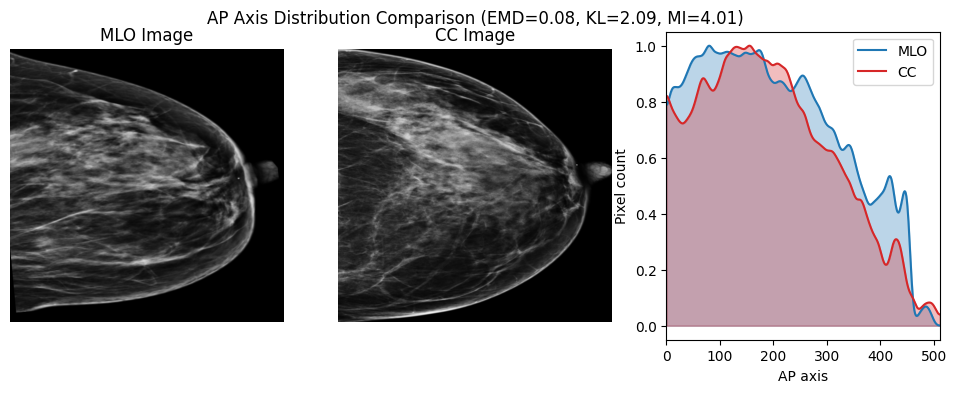 AP Axis Distribution Comparison (EMD=0.08, KL=2.09, MI=4.01)
MLO Image
CC Image
MLO
CC
Pixel count
1.0
0.8
0.6
0.4
0.2
0.0
0 100 200 300 400 500
AP axis